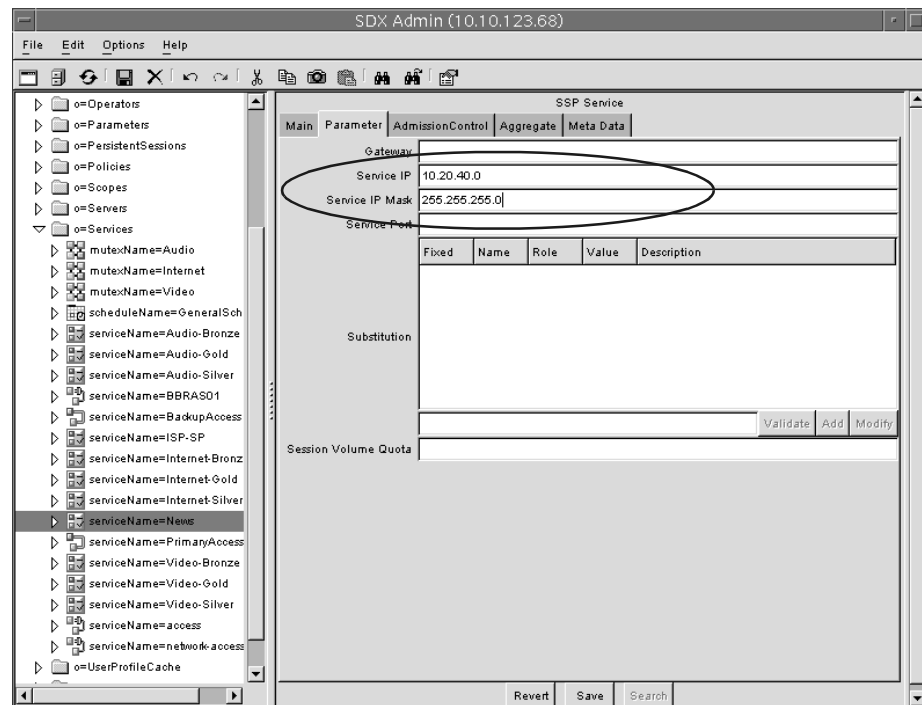 SDX Admin (10.10.123.68)
File Edit Options Help
o=Operators
o=Parameters
o=PersistentSessions
o=Policies
o=Scopes
o=Servers
o=Services
mutexName=Audio
mutexName=Internet
mutexName=Video
scheduleName=GeneralSch
serviceName=Audio-Bronze
serviceName=Audio-Gold
serviceName=Audio-Silver
serviceName=BBRAS01
serviceName=BackupAccess
serviceName=ISP-SP
serviceName=Internet-Bronz
serviceName=Internet-Gold
serviceName=Internet-Silver
serviceName=News
serviceName=PrimaryAccess
serviceName=Video-Bronze
serviceName=Video-Gold
serviceName=Video-Silver
serviceName=access
serviceName=network-access
o=UserProfileCache
SSP Service
Main Parameter AdmissionControl Aggregate Meta Data
Gateway
Service IP 10.20.40.0
Service IP Mask 255.255.255.0
Service Port
Fixed Name Role Value Description
Substitution
Validate Add Modify
Session Volume Quota
Revert Save Search